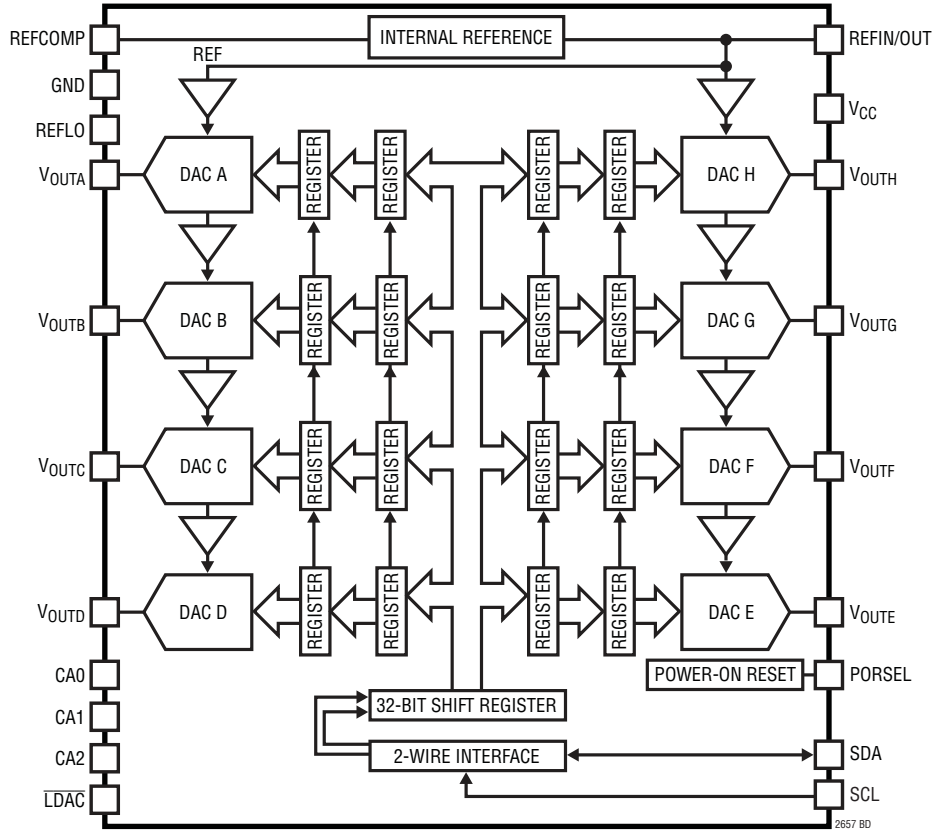 REFCOMP
INTERNAL REFERENCE
REFIN/OUT
REF
GND
VCC
REFLO
VOUTA
DAC A
REGISTER
REGISTER
REGISTER
REGISTER
DAC H
VOUTH
VOUTB
DAC B
REGISTER
REGISTER
REGISTER
REGISTER
DAC G
VOUTG
VOUTC
DAC C
REGISTER
REGISTER
REGISTER
REGISTER
DAC F
VOUTF
VOUTD
DAC D
REGISTER
REGISTER
REGISTER
REGISTER
DAC E
VOUTE
CA0
POWER-ON RESET
PORSEL
CA1
32-BIT SHIFT REGISTER
CA2
2-WIRE INTERFACE
SDA
LDAC
SCL
2657 BD